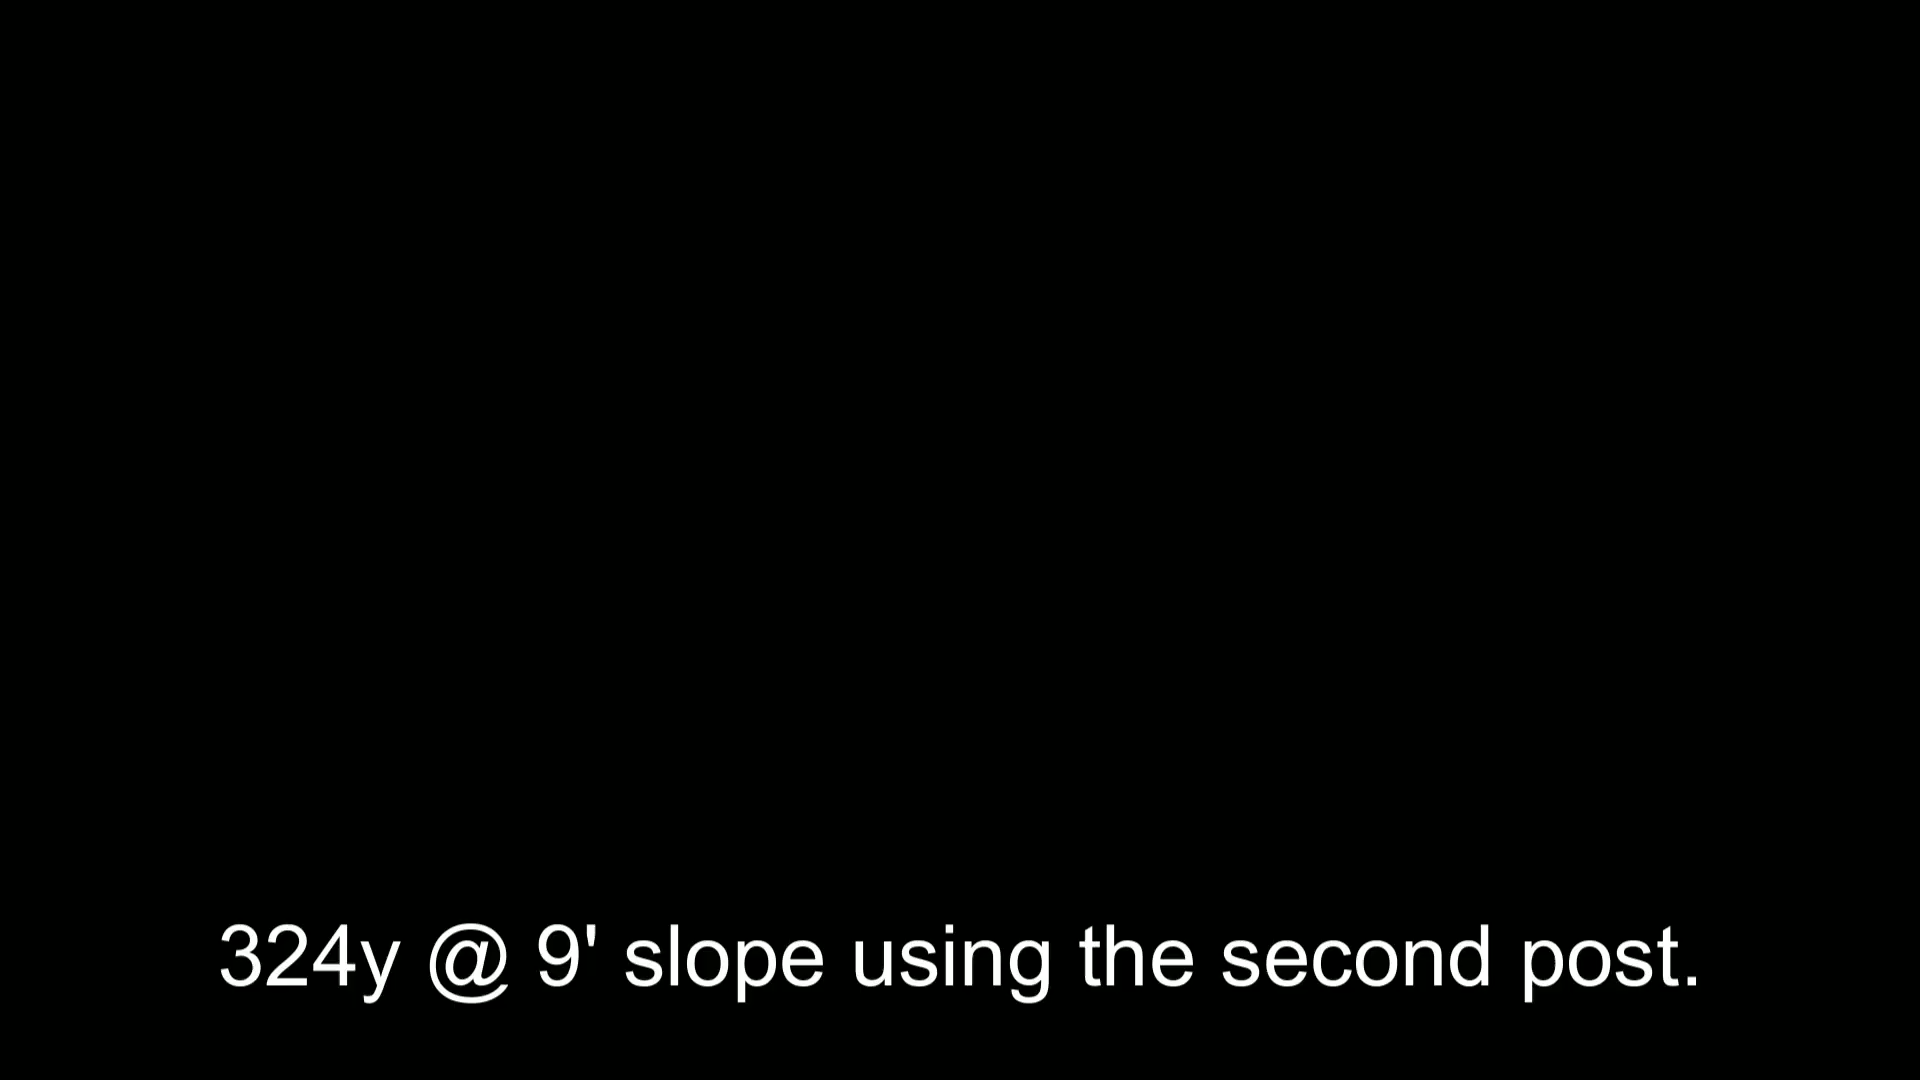 324y @ 9' slope using the second post.